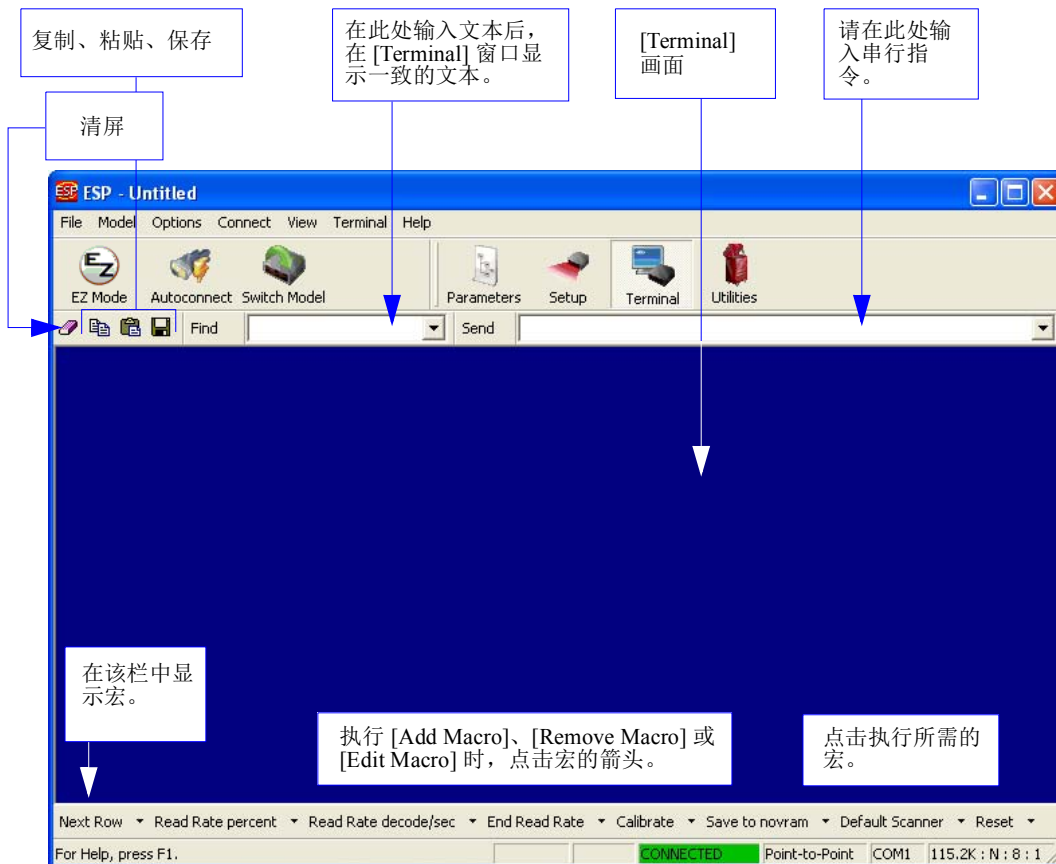 复制、粘贴、保存
清屏
在此处输入文本后，
在 [Terminal] 窗口显
示一致的文本。
[Terminal]
画面
请在此处输
入串行指
令。
ESP - Untitled
File Model Options Connect View Terminal Help
EZ Mode Autoconnect Switch Model Parameters Setup Terminal Utilities
Find Send
在该栏中显
示宏。
执行 [Add Macro]、[Remove Macro] 或
[Edit Macro] 时，点击宏的箭头。
点击执行所需的
宏。
Next Row Read Rate percent Read Rate decode/sec End Read Rate Calibrate Save to novram Default Scanner Reset
For Help, press F1. CONNECTED Point-to-Point COM1 115.2K : N : 8 : 1